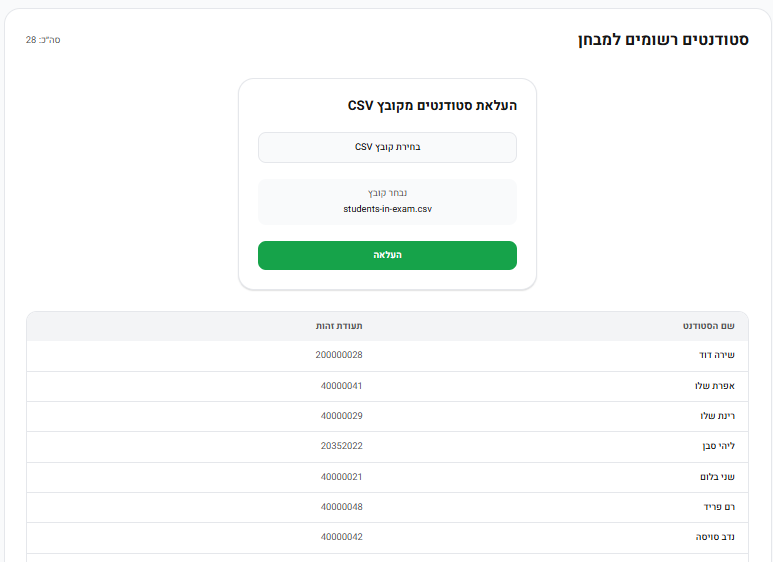 סטודנטים רשומים למבחן
סה"כ: 28
העלאת סטודנטים מקובץ CSV
בחירת קובץ CSV
נבחר קובץ
students-in-exam.csv
העלאה
שם הסטודנט תעודת זהות
שירה דוד 200000028
אפרת שלו 40000041
רינת שלו 40000029
ליהי סבן 20352022
שני בלום 40000021
רם פריד 40000048
נדב סויסה 40000042